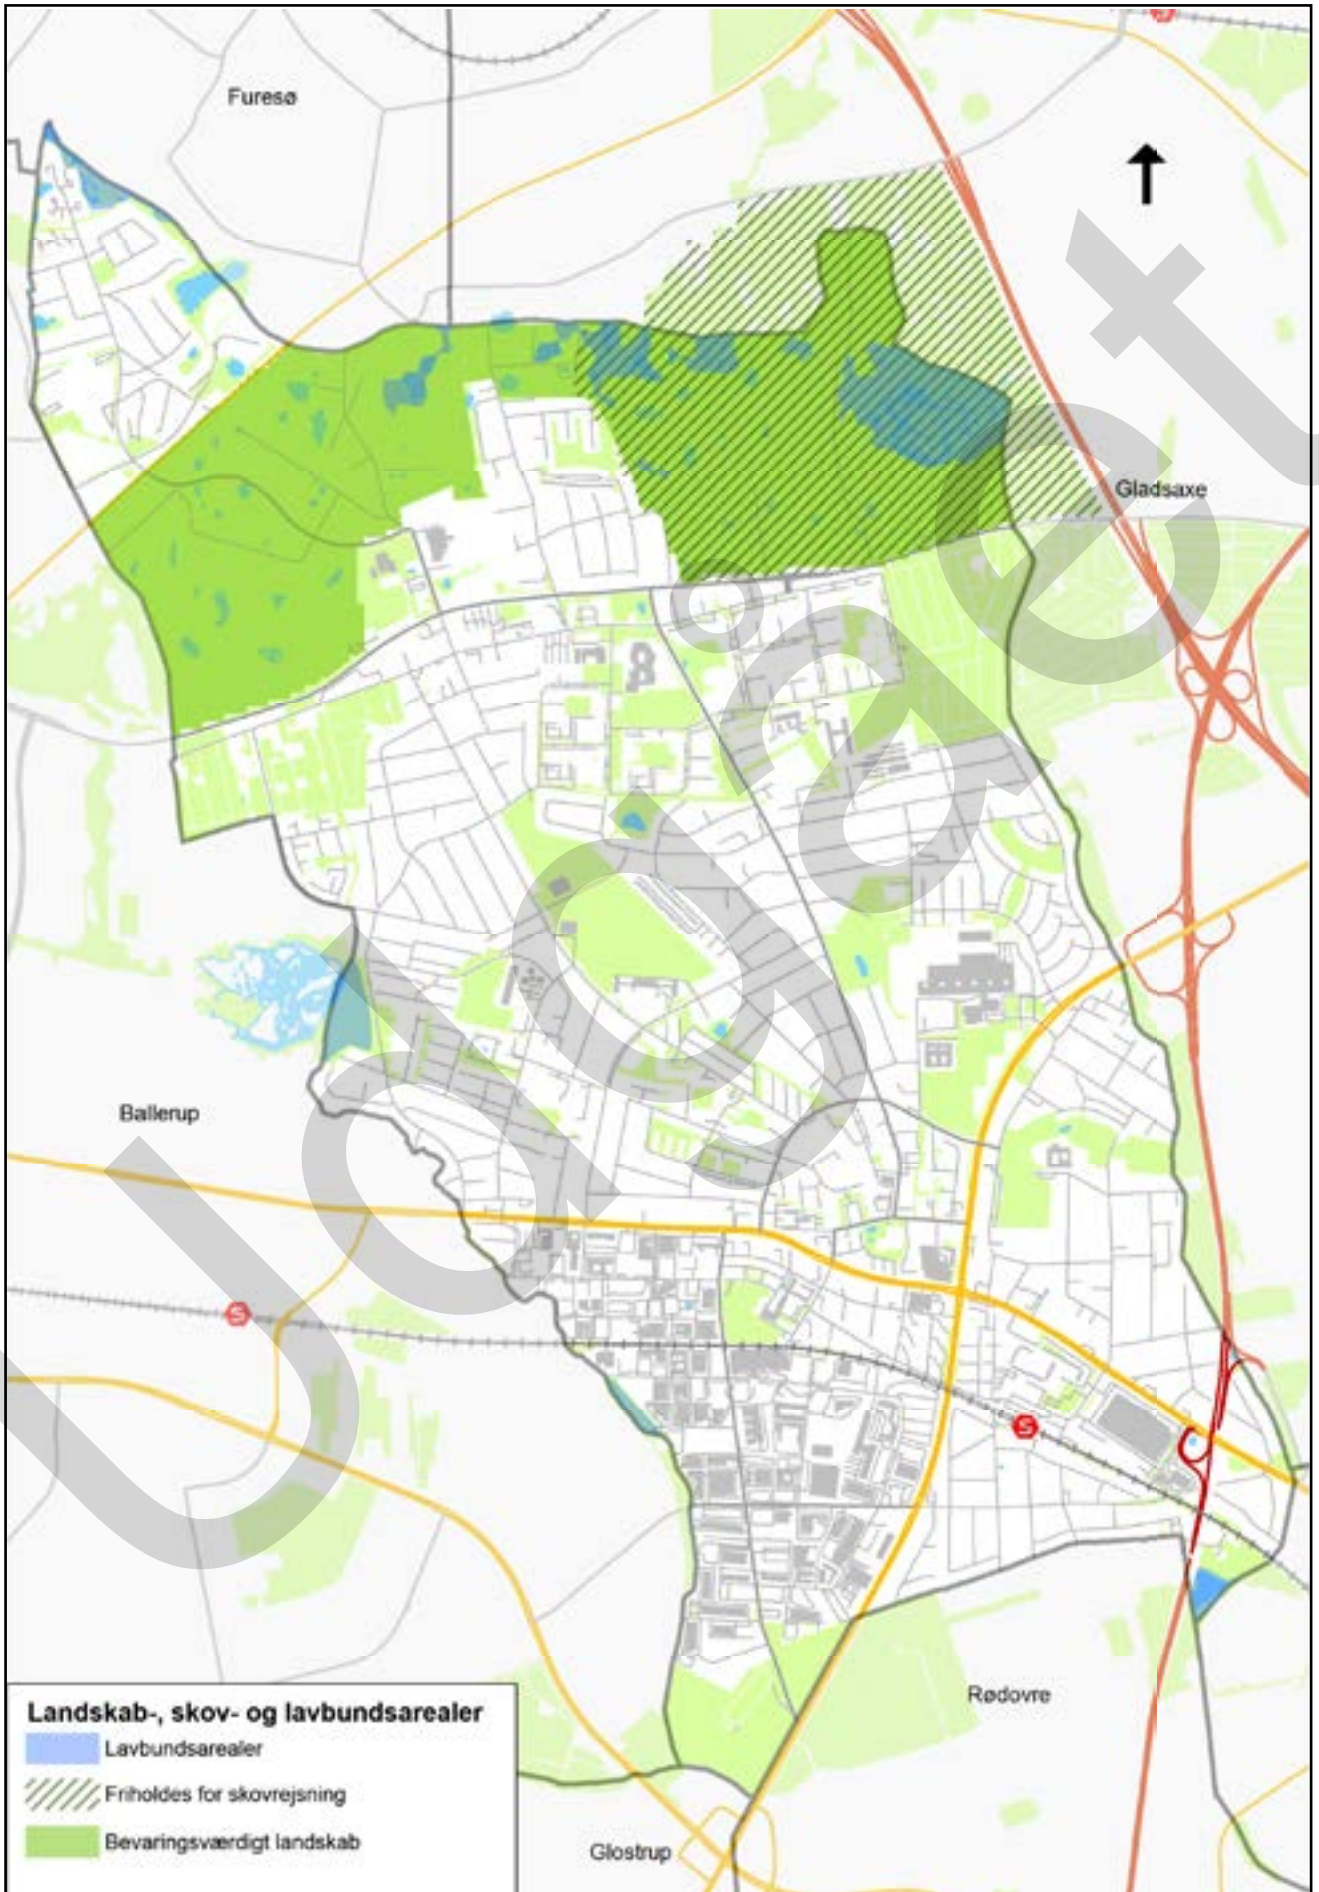 Furesø
Gladsaxe
Ballerup
Rødovre
Glostrup
S
S
Udgået
Landskab-, skov- og lavbundsarealer
Lavbundsarealer
Friholdes for skovrejsning
Bevaringsværdigt landskab